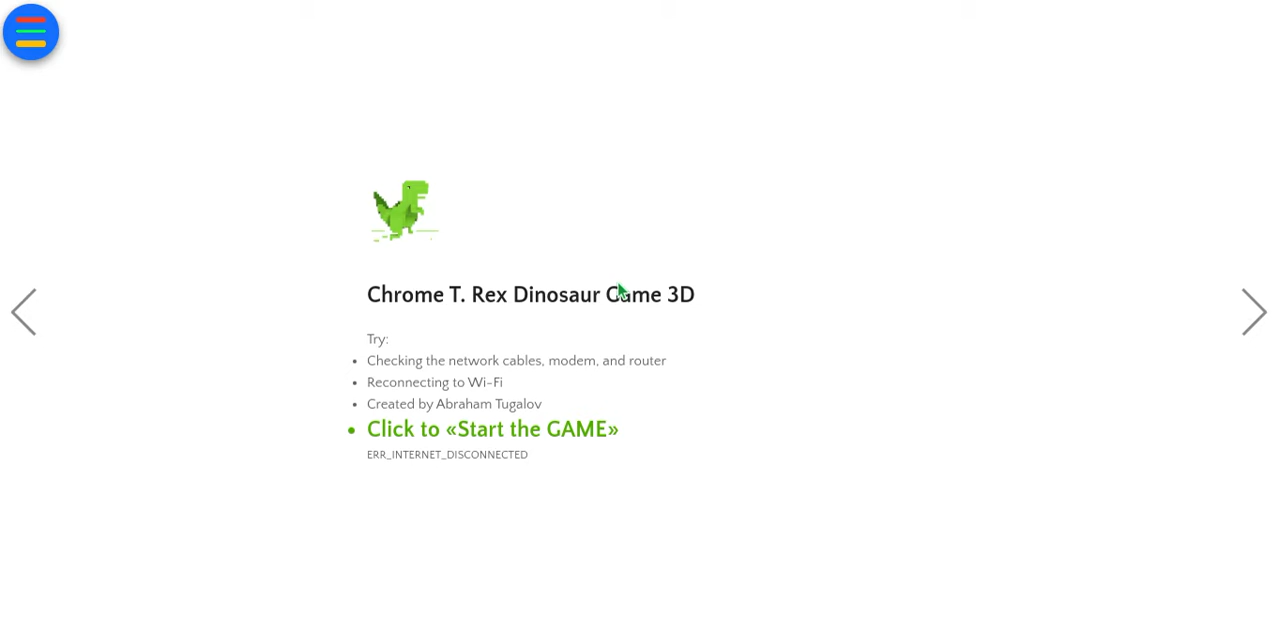 Chrome T. Rex Dinosaur Game 3D
Try:
Checking the network cables, modem, and router
Reconnecting to Wi-Fi
Created by Abraham Tugalov
Click to «Start the GAME»
ERR_INTERNET_DISCONNECTED